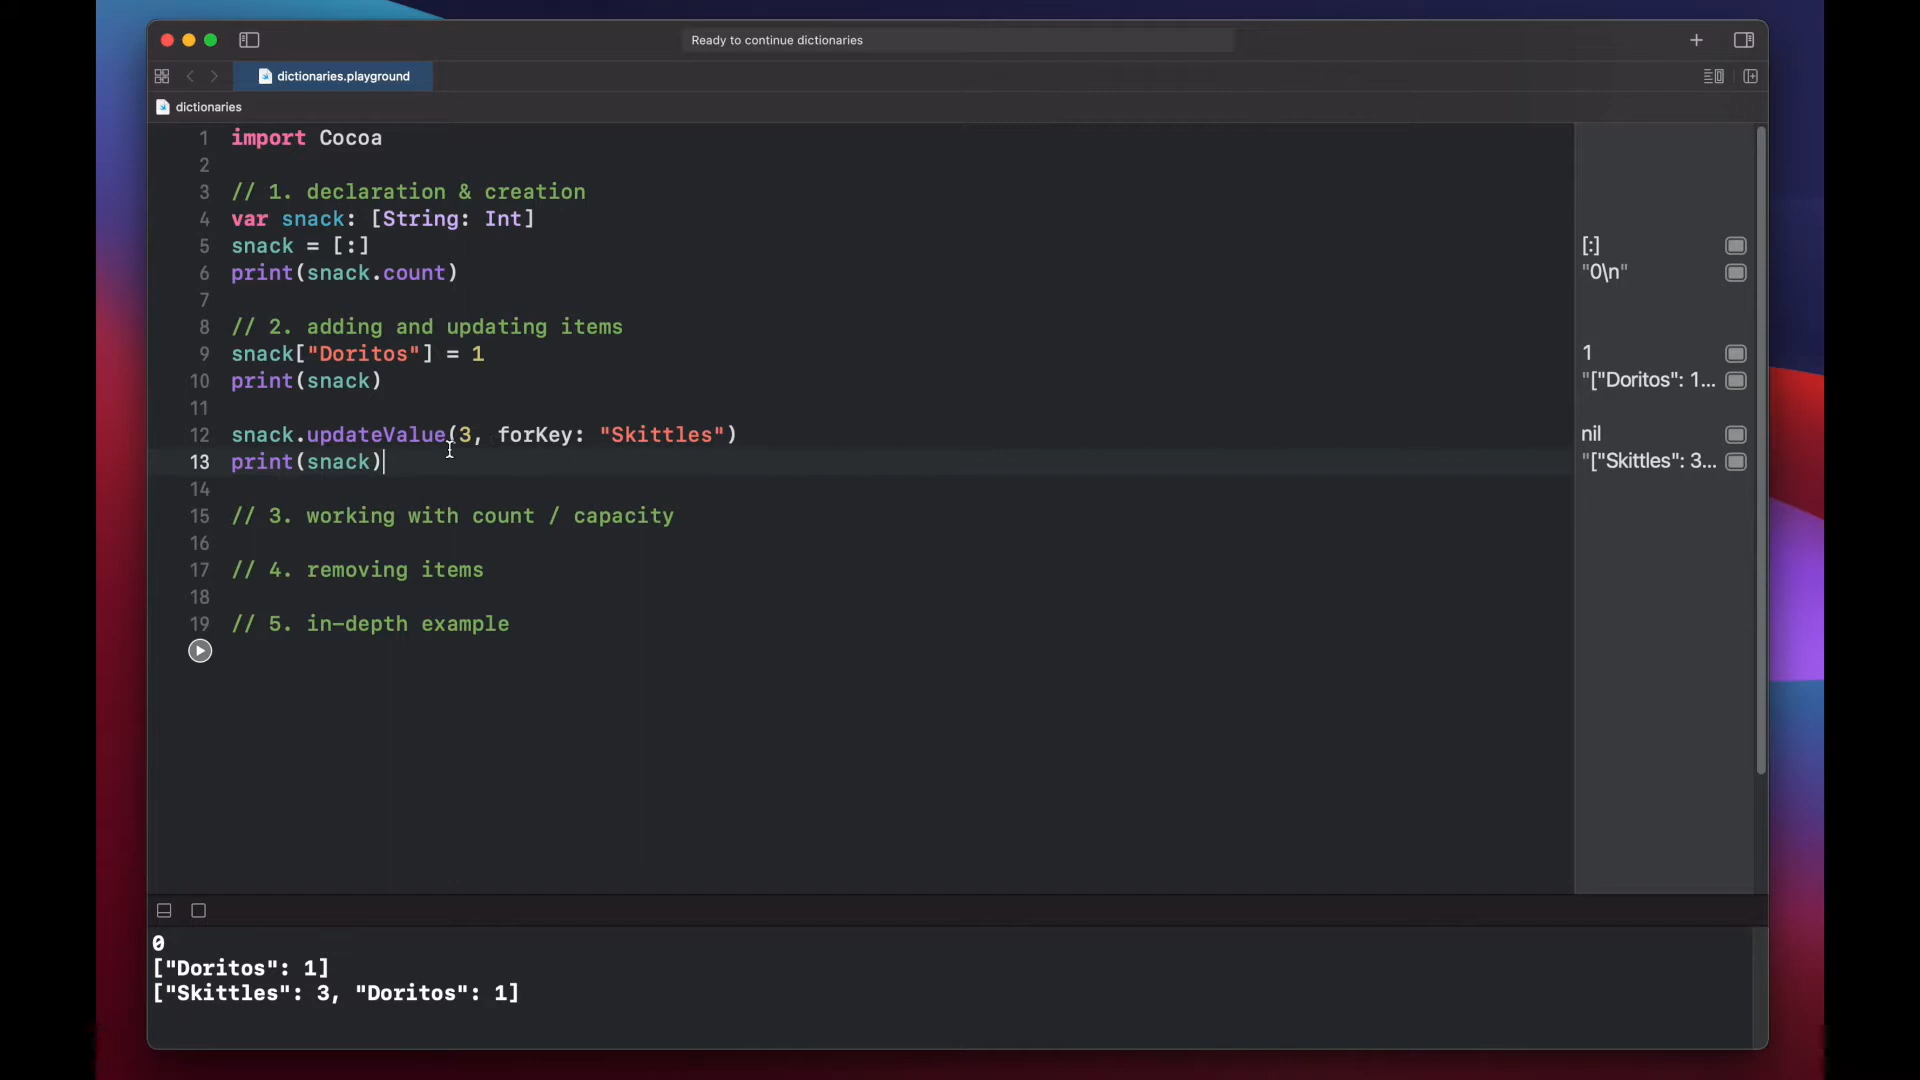 Ready to continue dictionaries
dictionaries.playground
dictionaries
1 import Cocoa
2
3 // 1. declaration & creation
4 var snack: [String: Int]
5 snack = [:]
[:]
6 print(snack.count)
"0\n"
7
8 // 2. adding and updating items
9 snack["Doritos"] = 1
1
10 print(snack)
"["Doritos": 1...
11
12 snack.updateValue(3, forKey: "Skittles")
nil
13 print(snack)
"["Skittles": 3...
14
15 // 3. working with count / capacity
16
17 // 4. removing items
18
19 // 5. in-depth example
0
["Doritos": 1]
["Skittles": 3, "Doritos": 1]